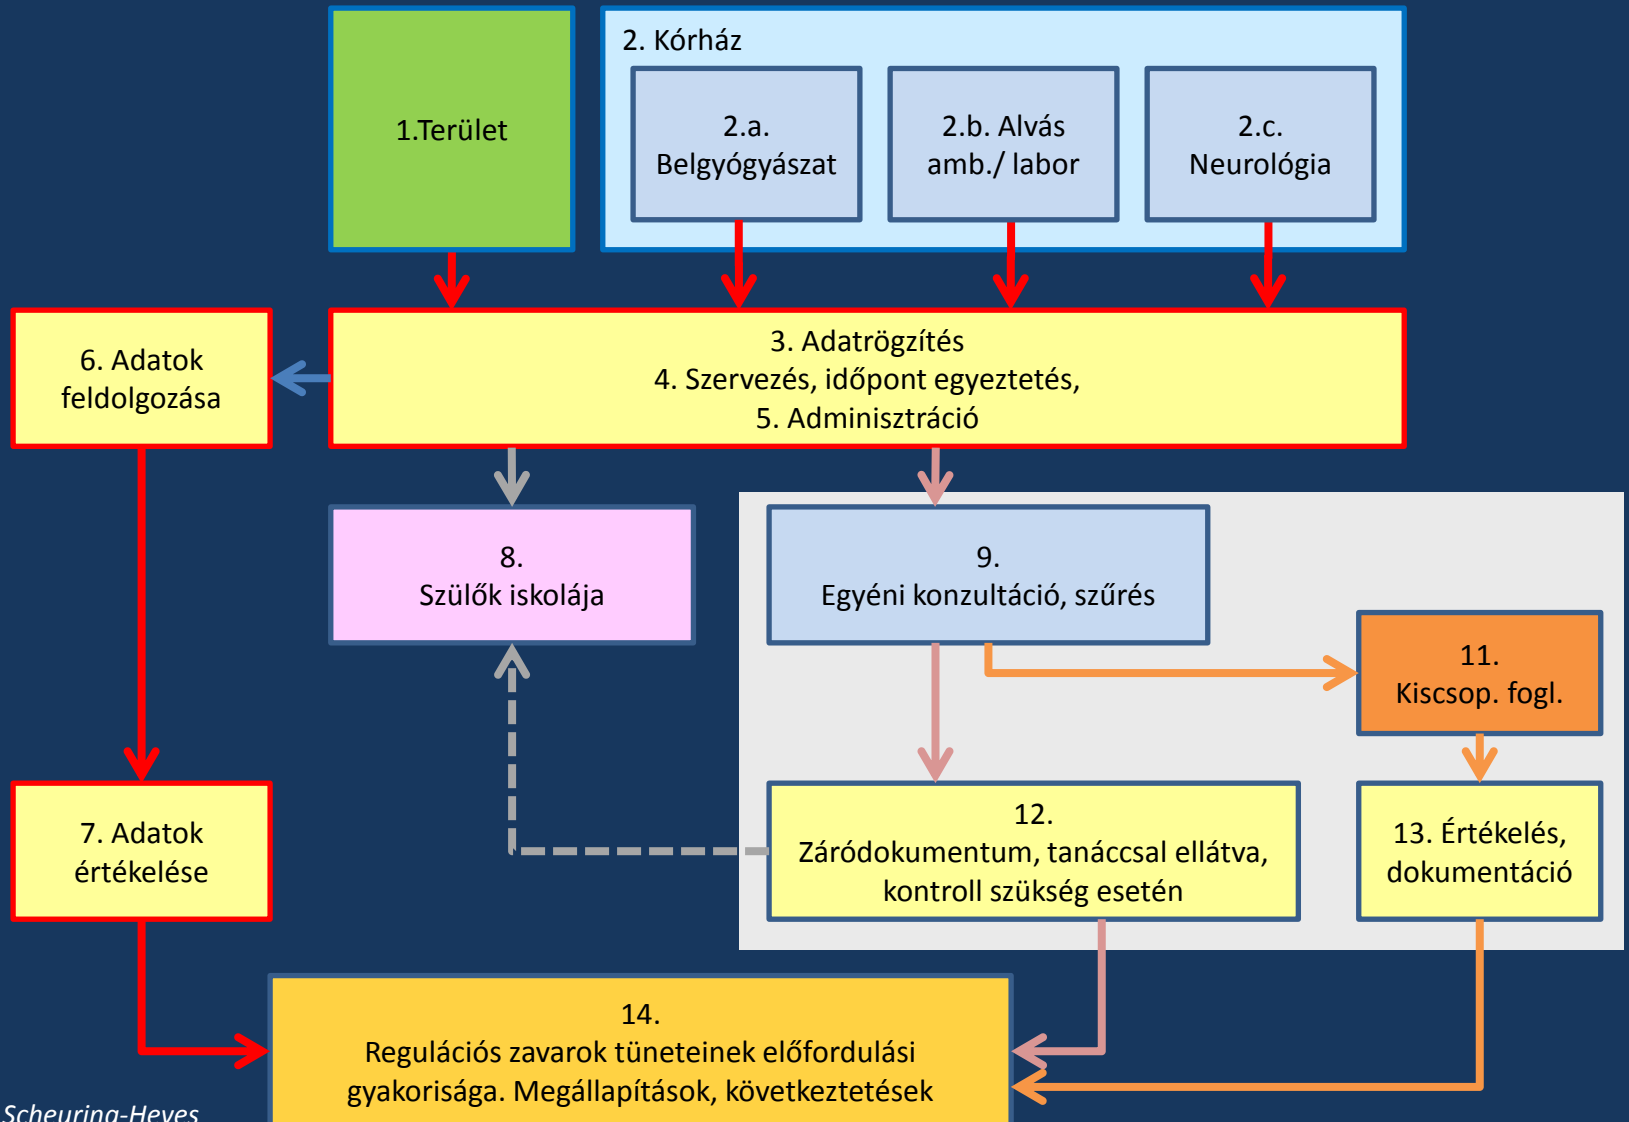 1.Terület
2. Kórház
2.a.
Belgyógyászat
2.b. Alvás
amb./ labor
2.c.
Neurológia
3. Adatrögzítés
4. Szervezés, időpont egyeztetés,
5. Adminisztráció
6. Adatok
feldolgozása
8.
Szülők iskolája
9.
Egyéni konzultáció, szűrés
11.
Kiscsop. fogl.
7. Adatok
értékelése
12.
Záródokumentum, tanáccsal ellátva,
kontroll szükség esetén
13. Értékelés,
dokumentáció
14.
Regulációs zavarok tüneteinek előfordulási
gyakorisága. Megállapítások, következtetések
Scheuring-Heves